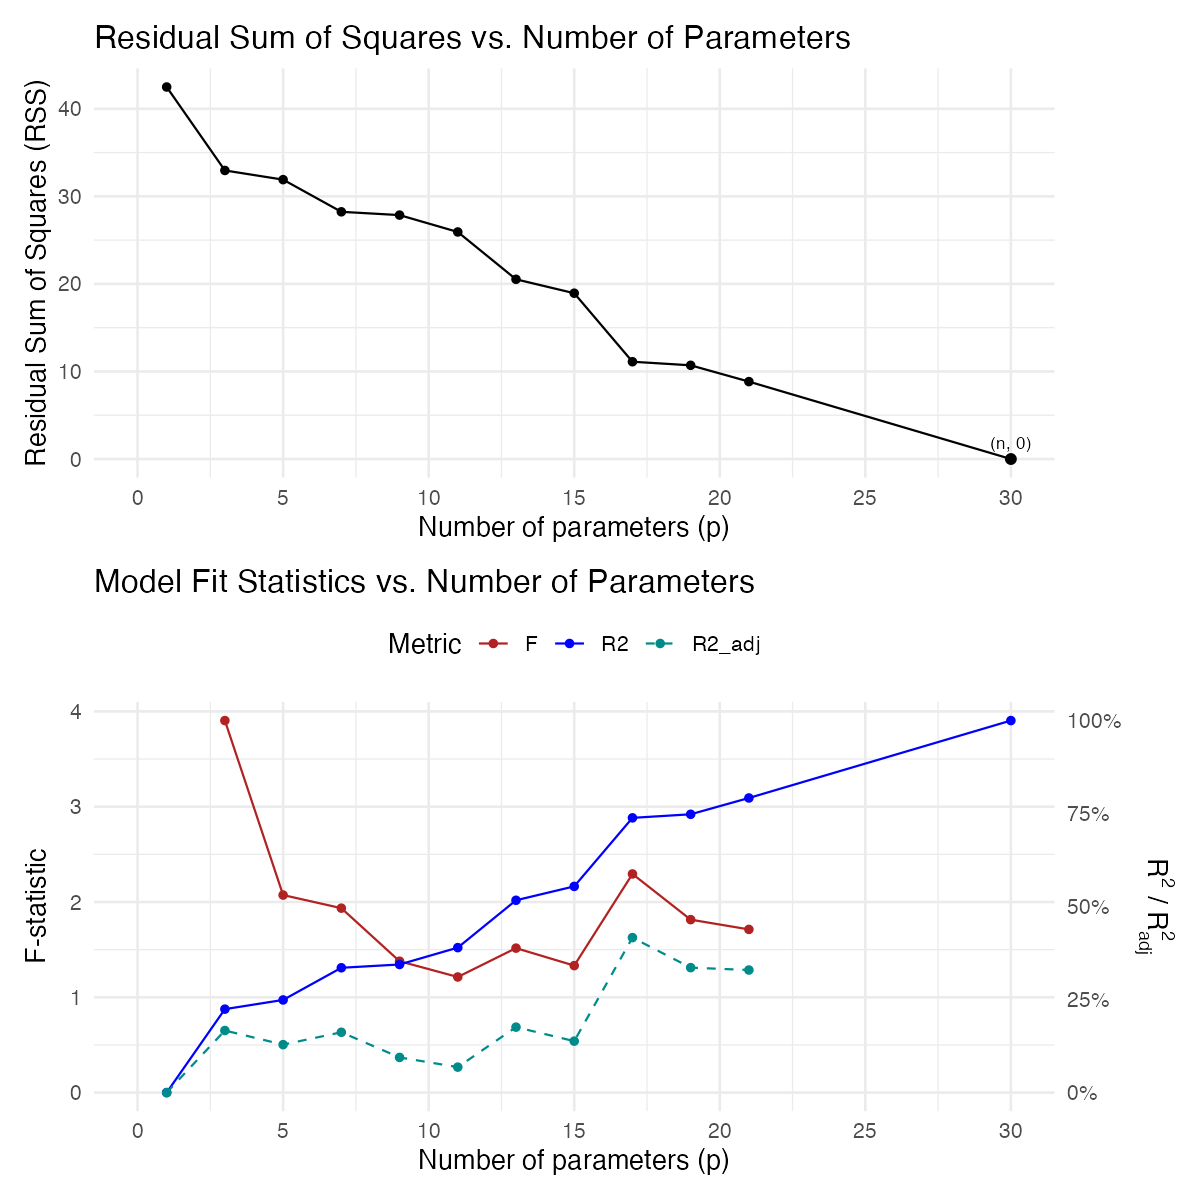 Residual Sum of Squares vs. Number of Parameters
Residual Sum of Squares (RSS)
40
30
20
10
0
(n, 0)
0 5 10 15 20 25 30
Number of parameters (p)
Model Fit Statistics vs. Number of Parameters
Metric F R2 R2_adj
F-statistic
4
3
2
1
0
100%
75%
50%
25%
0%
R² / R²adj
0 5 10 15 20 25 30
Number of parameters (p)